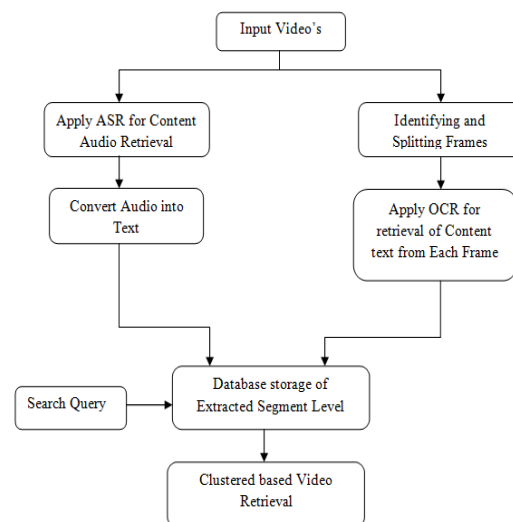 Input Video's
Apply ASR for Content
Audio Retrieval
Identifying and
Splitting Frames
Convert Audio into
Text
Apply OCR for
retrieval of Content
text from Each Frame
Database storage of
Extracted Segment Level
Search Query
Clustered based Video
Retrieval